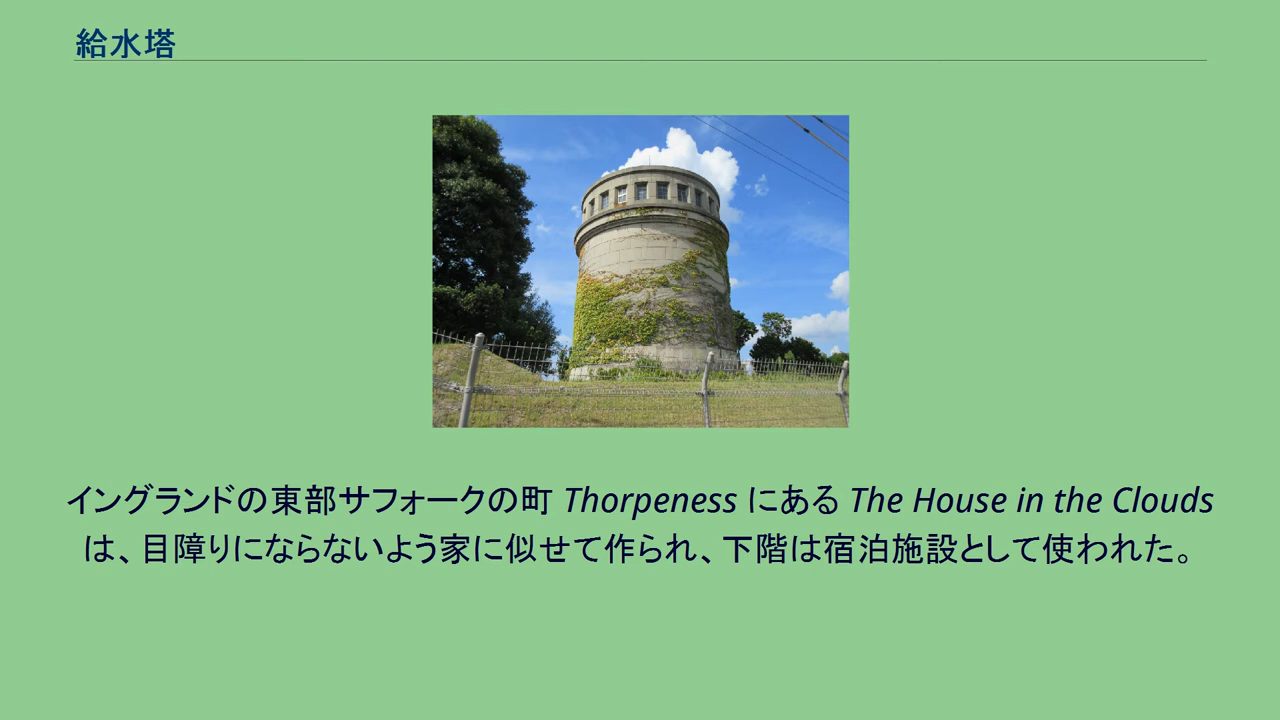 給水塔
イングランドの東部サフォークの町 Thorpeness にある The House in the Clouds
は、目障りにならないよう家に似せて作られ、下階は宿泊施設として使われた。